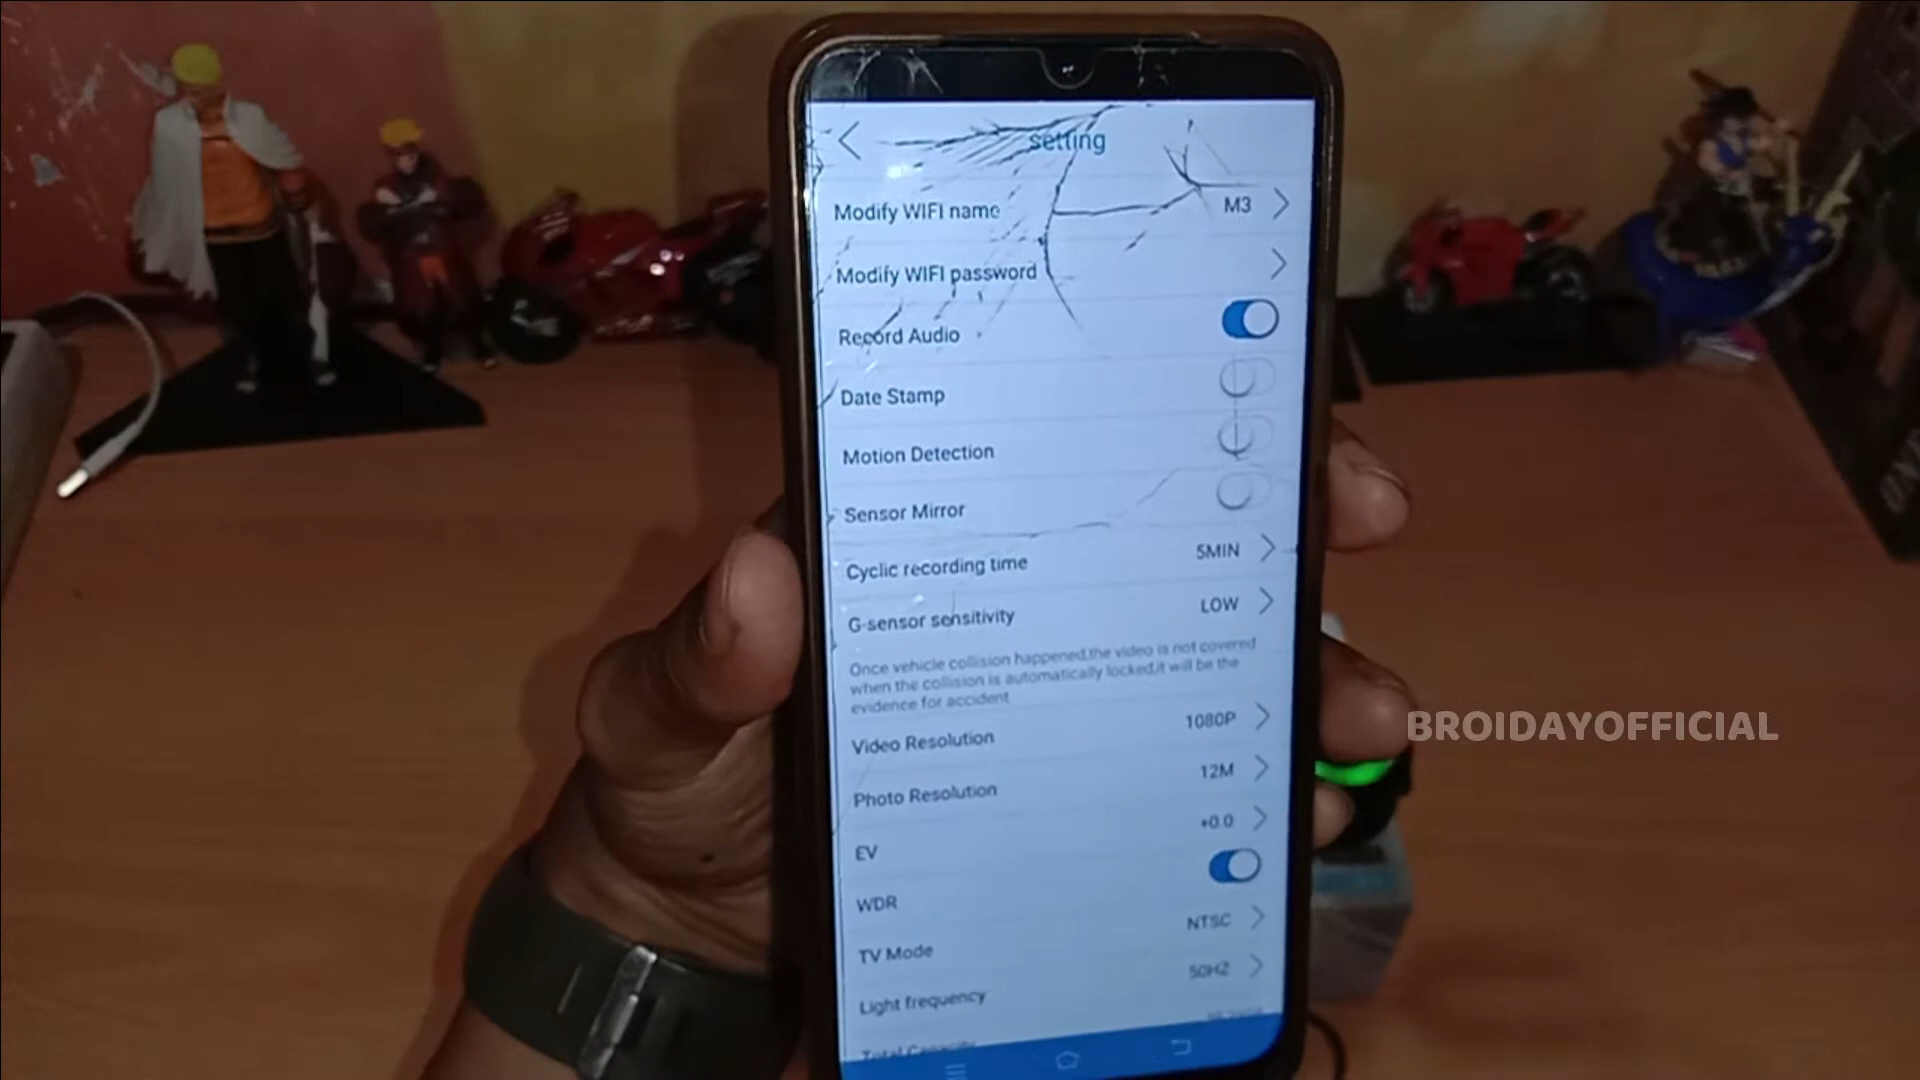 setting
Modify WIFI name M3
Modify WIFI password
Record Audio
Date Stamp
Motion Detection
Sensor Mirror
Cyclic recording time 5MIN
G-sensor sensitivity LOW
Once vehicle collision happened,the video is not covered
when the collision is automatically locked,it will be the
evidence for accident
Video Resolution 1080P
Photo Resolution 12M
EV +0.0
WDR
TV Mode NTSC
Light frequency 50HZ
Total Capacity
BROIDAYOFFICIAL